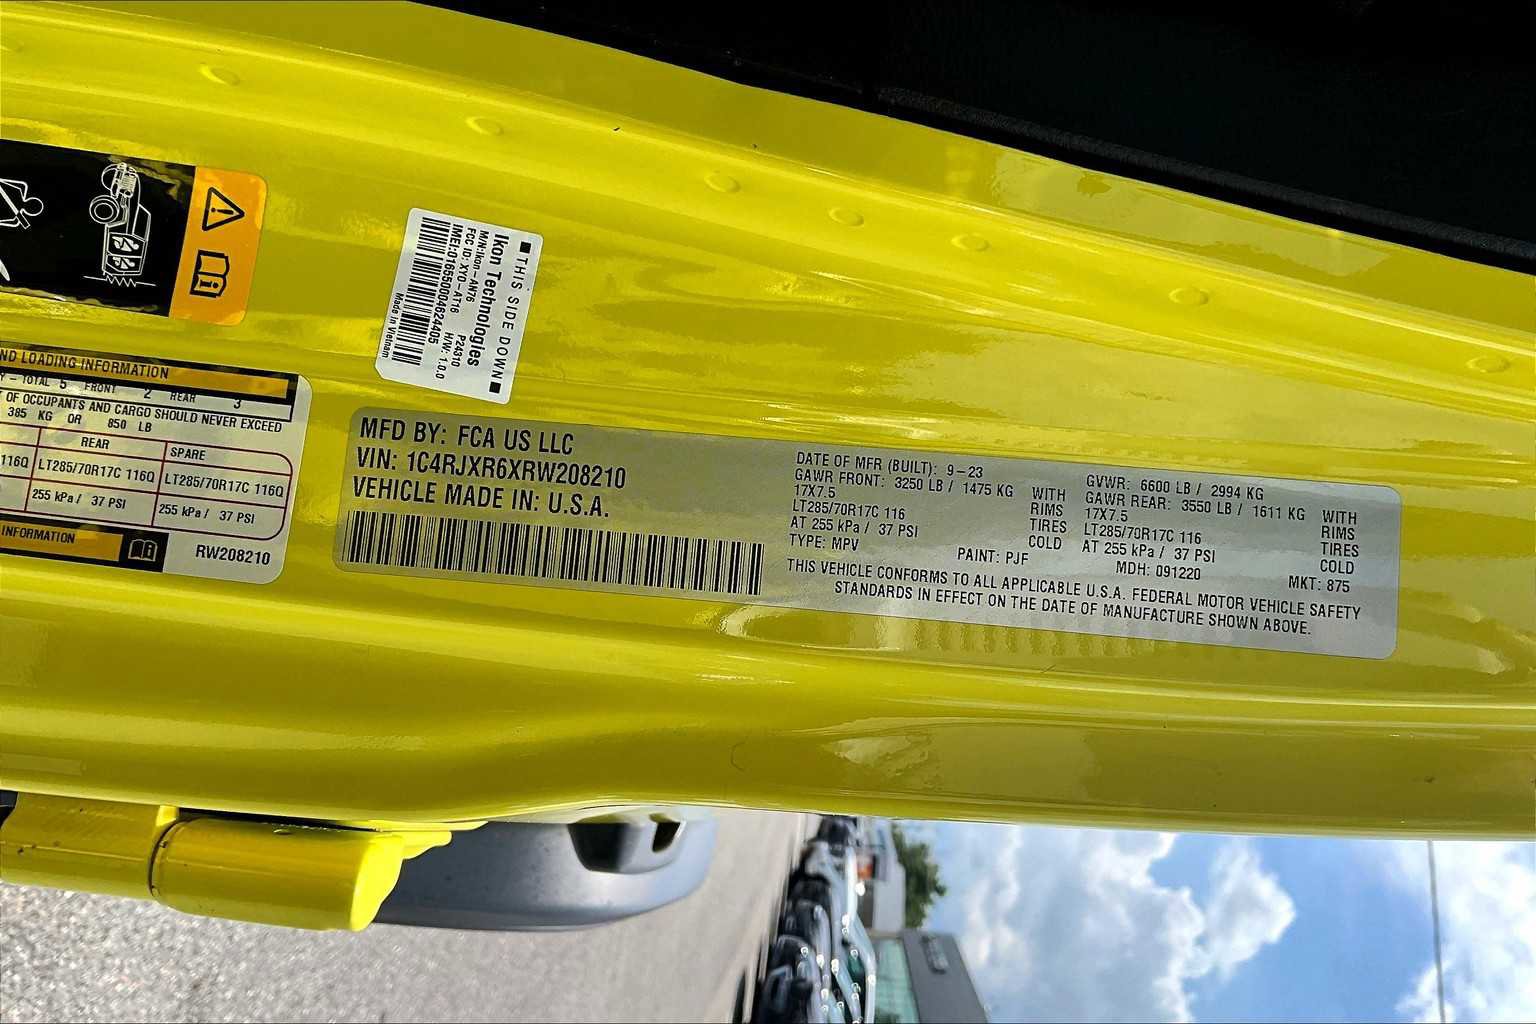 ■ THIS SIDE DOWN ■
Ikon Technologies
M/N:Ikon-AN76 P24310
FCC ID: XYO-AT16 H/W: 1.0.0
IMEI:016550004624405
Made in Vietnam
ND LOADING INFORMATION
Y - TOTAL 5 FRONT 2 REAR 3
T OF OCCUPANTS AND CARGO SHOULD NEVER EXCEED
385 KG OR 850 LB
REAR SPARE
116Q LT285/70R17C 116Q LT285/70R17C 116Q
255 kPa / 37 PSI 255 kPa / 37 PSI
INFORMATION RW208210
MFD BY: FCA US LLC
VIN: 1C4RJXR6XRW208210
VEHICLE MADE IN: U.S.A.
DATE OF MFR (BUILT): 9-23 GVWR: 6600 LB / 2994 KG
GAWR FRONT: 3250 LB / 1475 KG WITH GAWR REAR: 3550 LB / 1611 KG WITH
17X7.5 RIMS 17X7.5 RIMS
LT285/70R17C 116 TIRES LT285/70R17C 116 TIRES
AT 255 kPa / 37 PSI COLD AT 255 kPa / 37 PSI COLD
TYPE: MPV PAINT: PJF MDH: 091220 MKT: 875
THIS VEHICLE CONFORMS TO ALL APPLICABLE U.S.A. FEDERAL MOTOR VEHICLE SAFETY
STANDARDS IN EFFECT ON THE DATE OF MANUFACTURE SHOWN ABOVE.